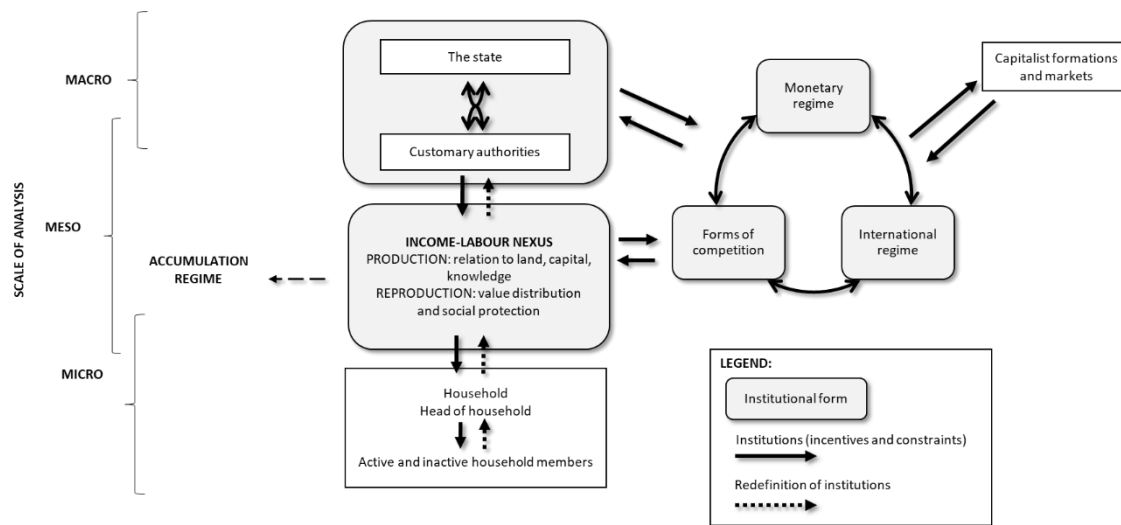 SCALE OF ANALYSIS
MACRO
MESO
MICRO
ACCUMULATION
REGIME
The state
Customary authorities
INCOME-LABOUR NEXUS
PRODUCTION: relation to land, capital,
knowledge
REPRODUCTION: value distribution
and social protection
Household
Head of household
Active and inactive household members
Monetary
regime
Forms of
competition
International
regime
Capitalist formations
and markets
LEGEND:
Institutional form
Institutions (incentives and constraints)
Redefinition of institutions